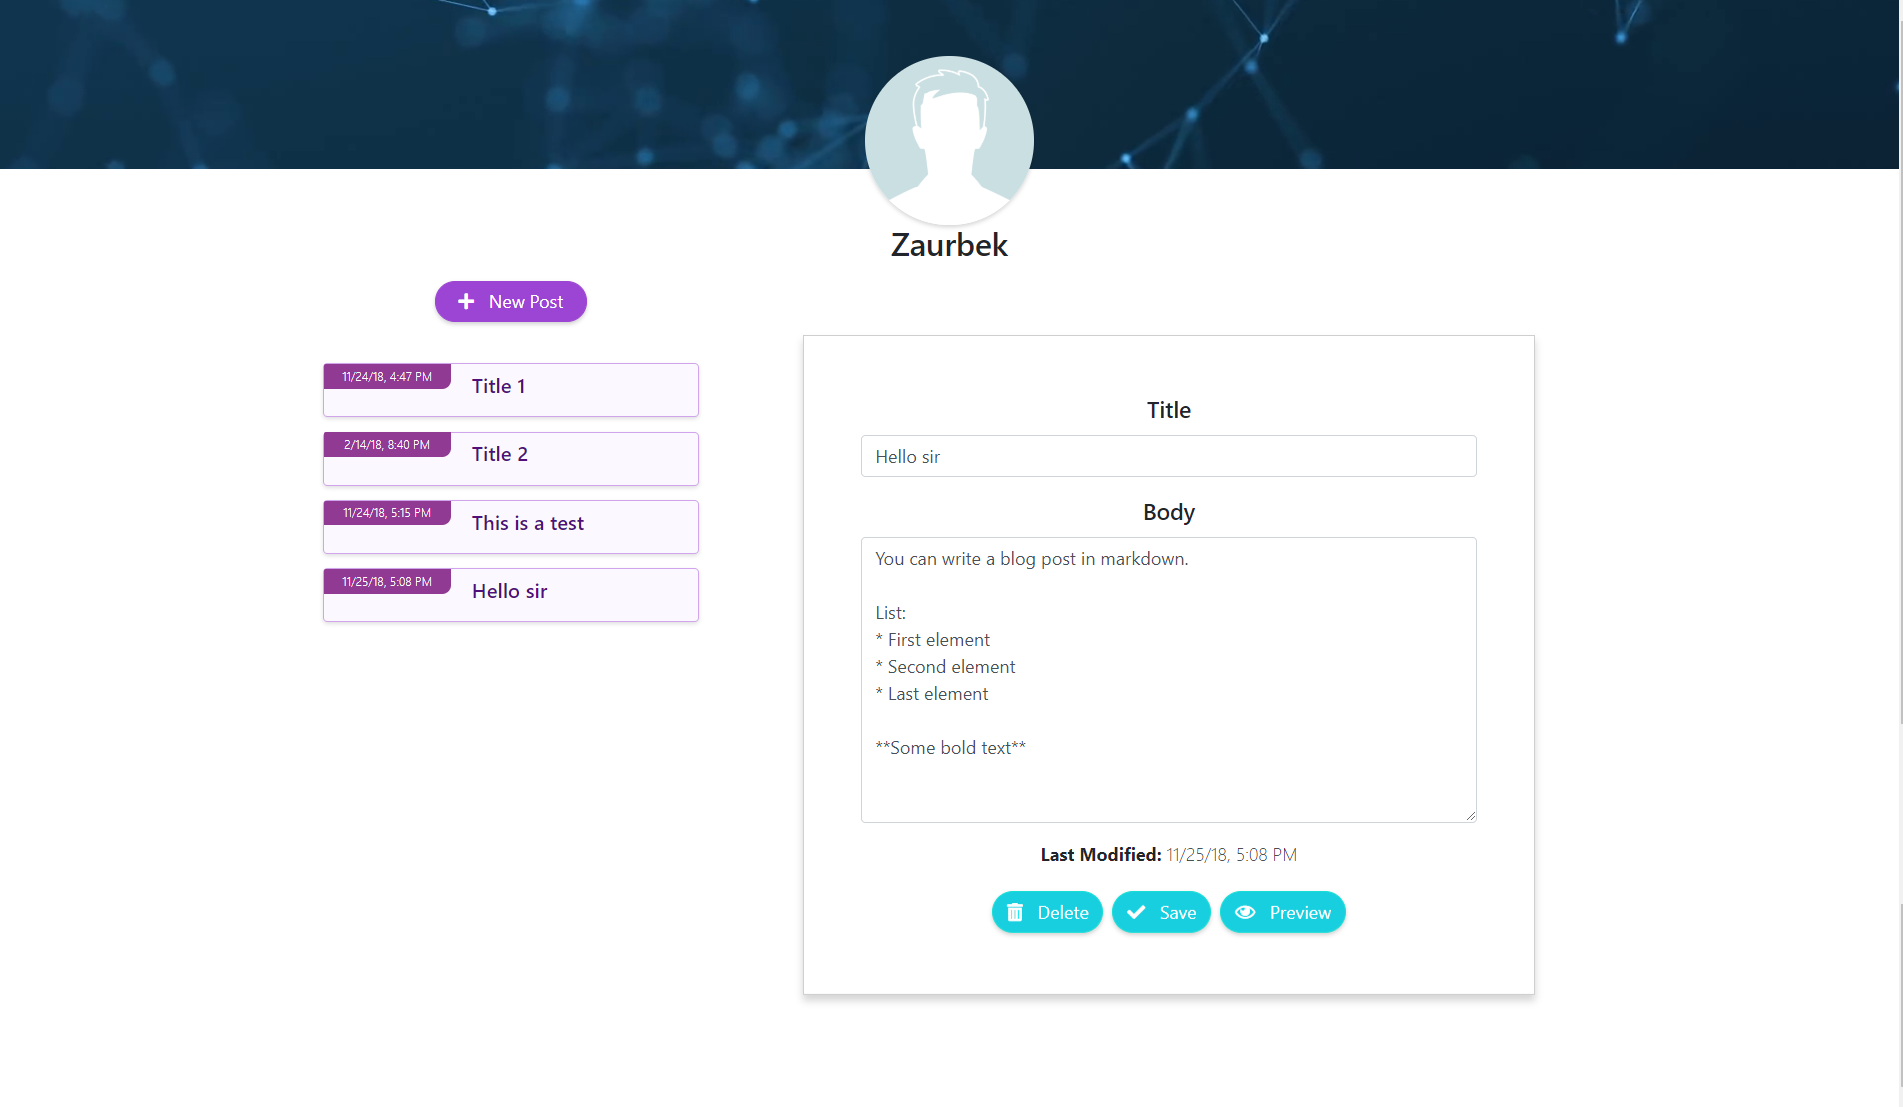 Zaurbek
New Post
11/24/18, 4:47 PM
Title 1
2/14/18, 8:40 PM
Title 2
11/24/18, 5:15 PM
This is a test
11/25/18, 5:08 PM
Hello sir
Title
Hello sir
Body
You can write a blog post in markdown.
List:
* First element
* Second element
* Last element
**Some bold text**
Last Modified: 11/25/18, 5:08 PM
Delete
Save
Preview